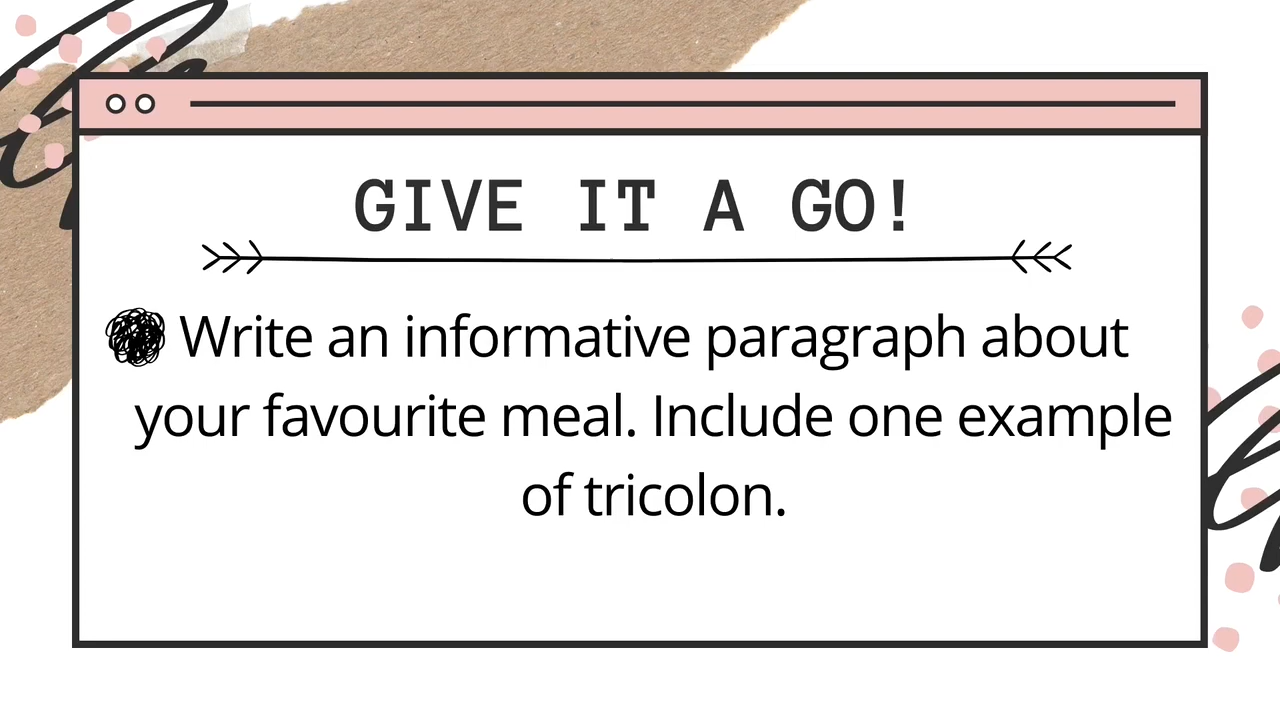 GIVE IT A GO!
Write an informative paragraph about
your favourite meal. Include one example
of tricolon.